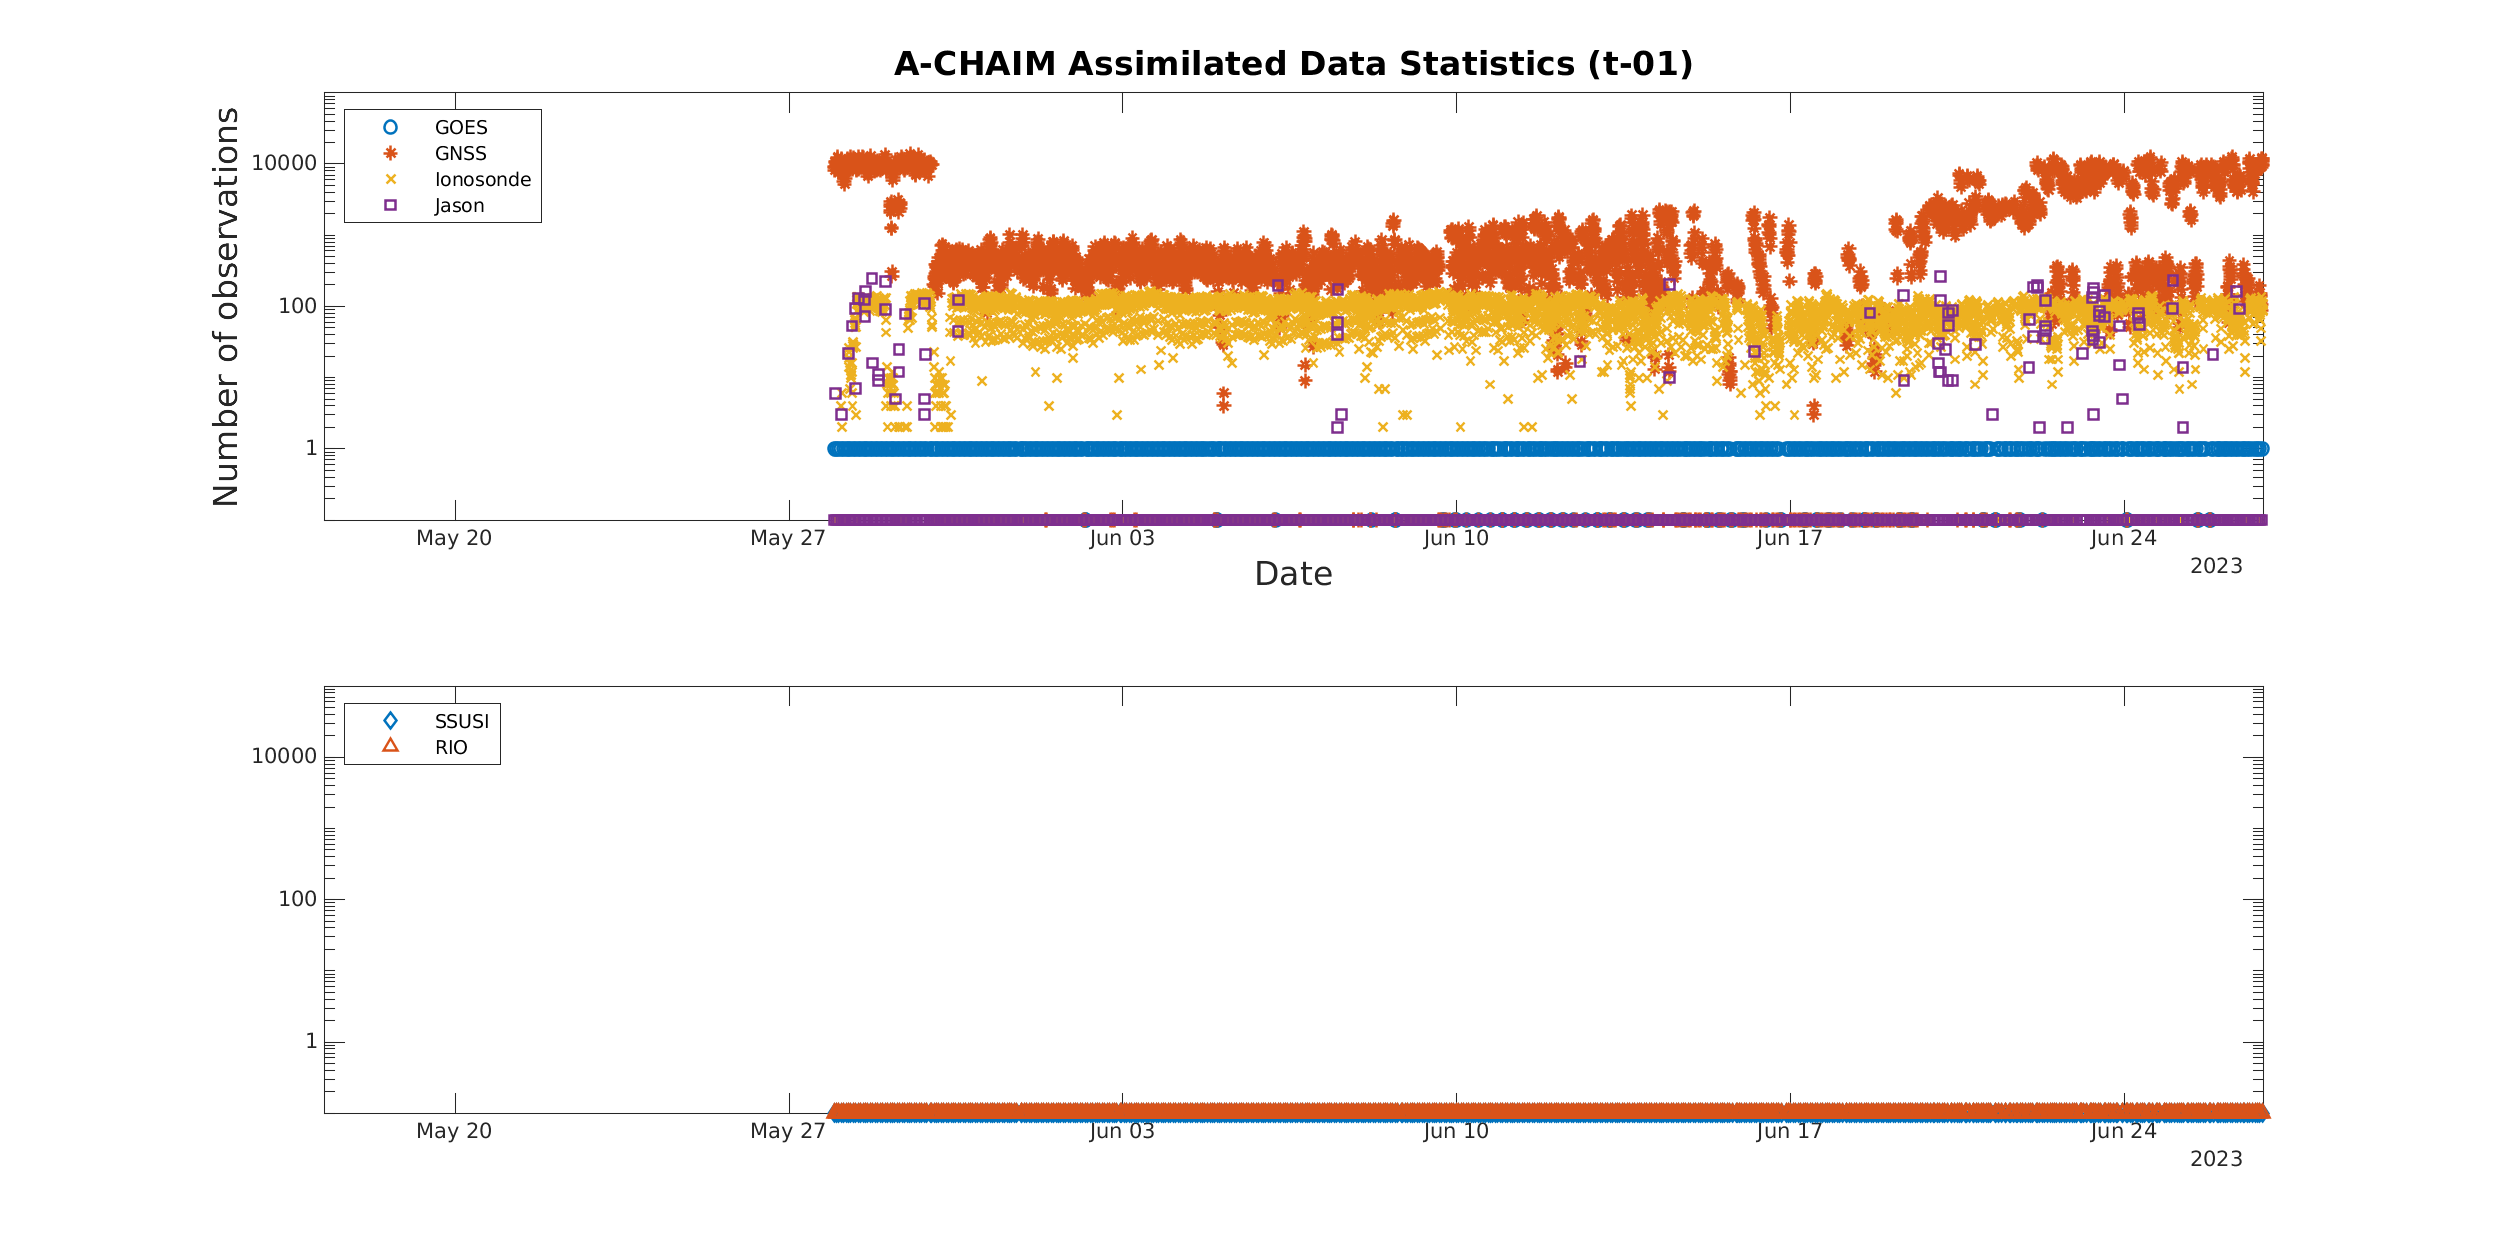 A-CHAIM Assimilated Data Statistics (t-01)
Number of observations
10000
100
1
GOES
GNSS
Ionosonde
Jason
May 20
May 27
Jun 03
Jun 10
Jun 17
Jun 24
2023
Date
10000
100
1
SSUSI
RIO
May 20
May 27
Jun 03
Jun 10
Jun 17
Jun 24
2023